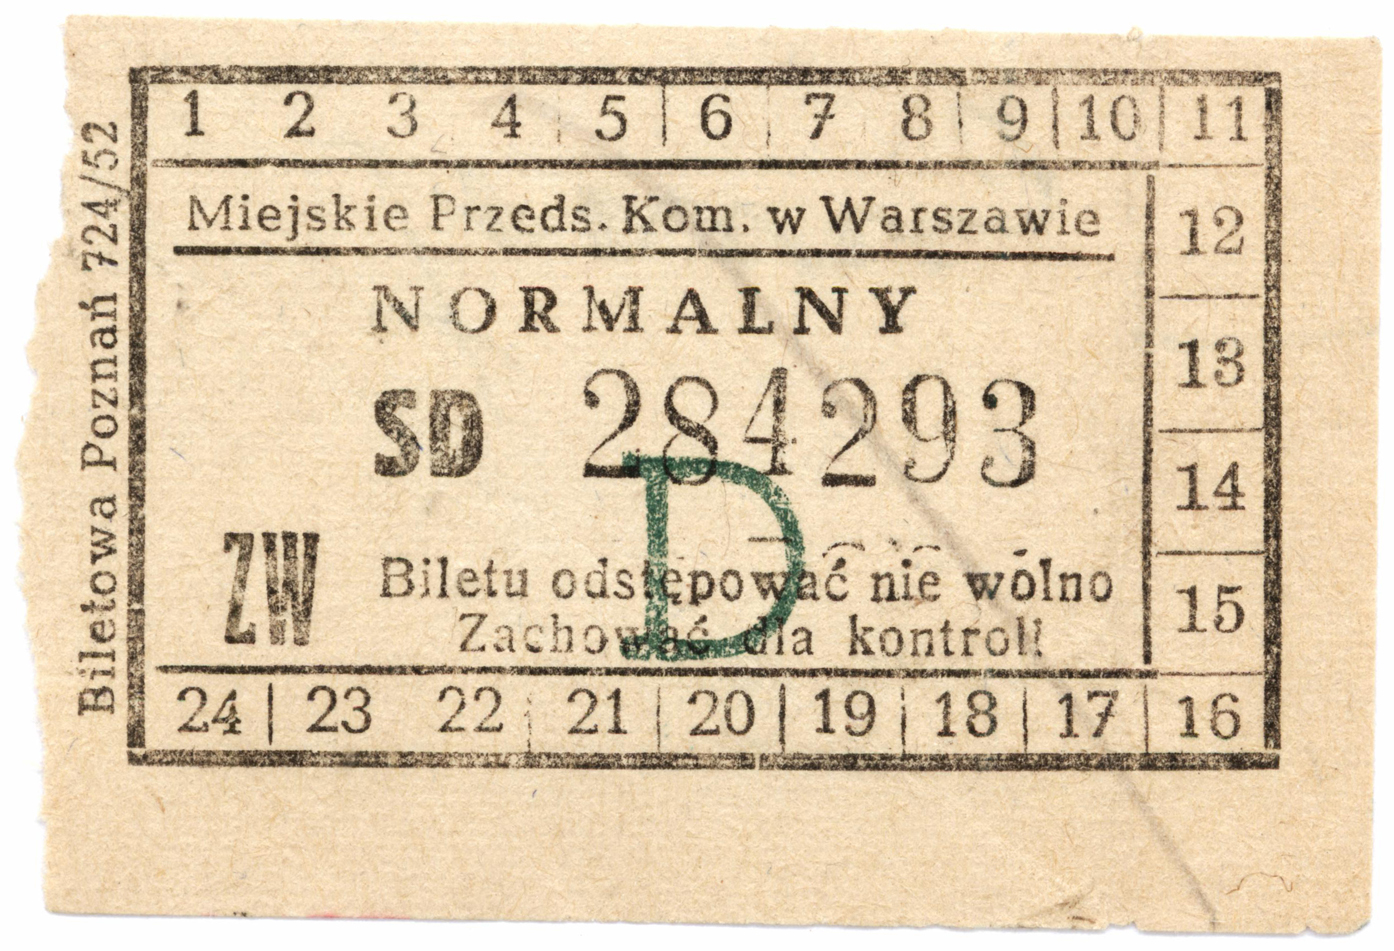 Biletowa Poznań 724/52
1 2 3 4 5 6 7 8 9 10 11
Miejskie Przeds. Kom. w Warszawie
12
NORMALNY
13
SD 284293
14
D
ZW
Biletu odstępować nie wolno
15
Zachować dla kontroli
24 23 22 21 20 19 18 17 16